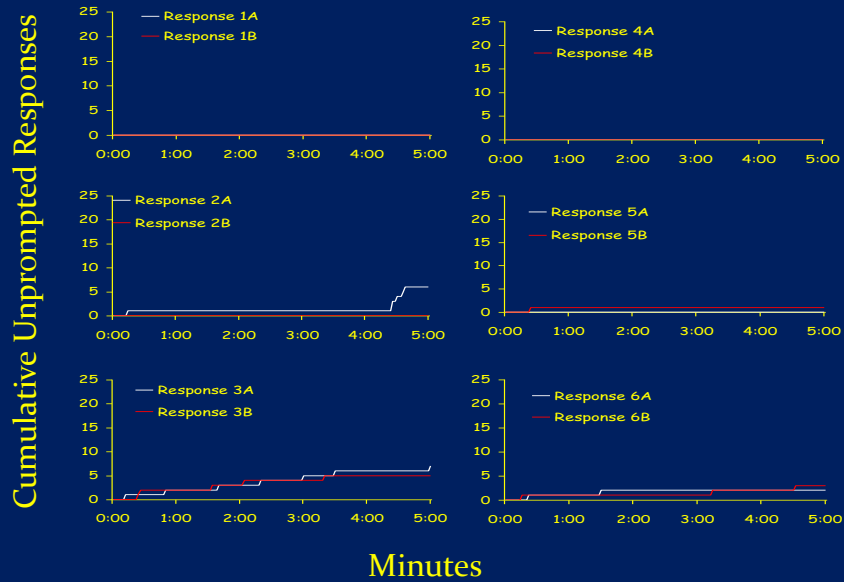 Cumulative Unprompted Responses
25
20
15
10
5
0
0:00 1:00 2:00 3:00 4:00 5:00
Response 1A
Response 1B
25
20
15
10
5
0
0:00 1:00 2:00 3:00 4:00 5:00
Response 4A
Response 4B
25
20
15
10
5
0
0:00 1:00 2:00 3:00 4:00 5:00
Response 2A
Response 2B
25
20
15
10
5
0
0:00 1:00 2:00 3:00 4:00 5:00
Response 5A
Response 5B
25
20
15
10
5
0
0:00 1:00 2:00 3:00 4:00 5:00
Response 3A
Response 3B
25
20
15
10
5
0
0:00 1:00 2:00 3:00 4:00 5:00
Response 6A
Response 6B
Minutes